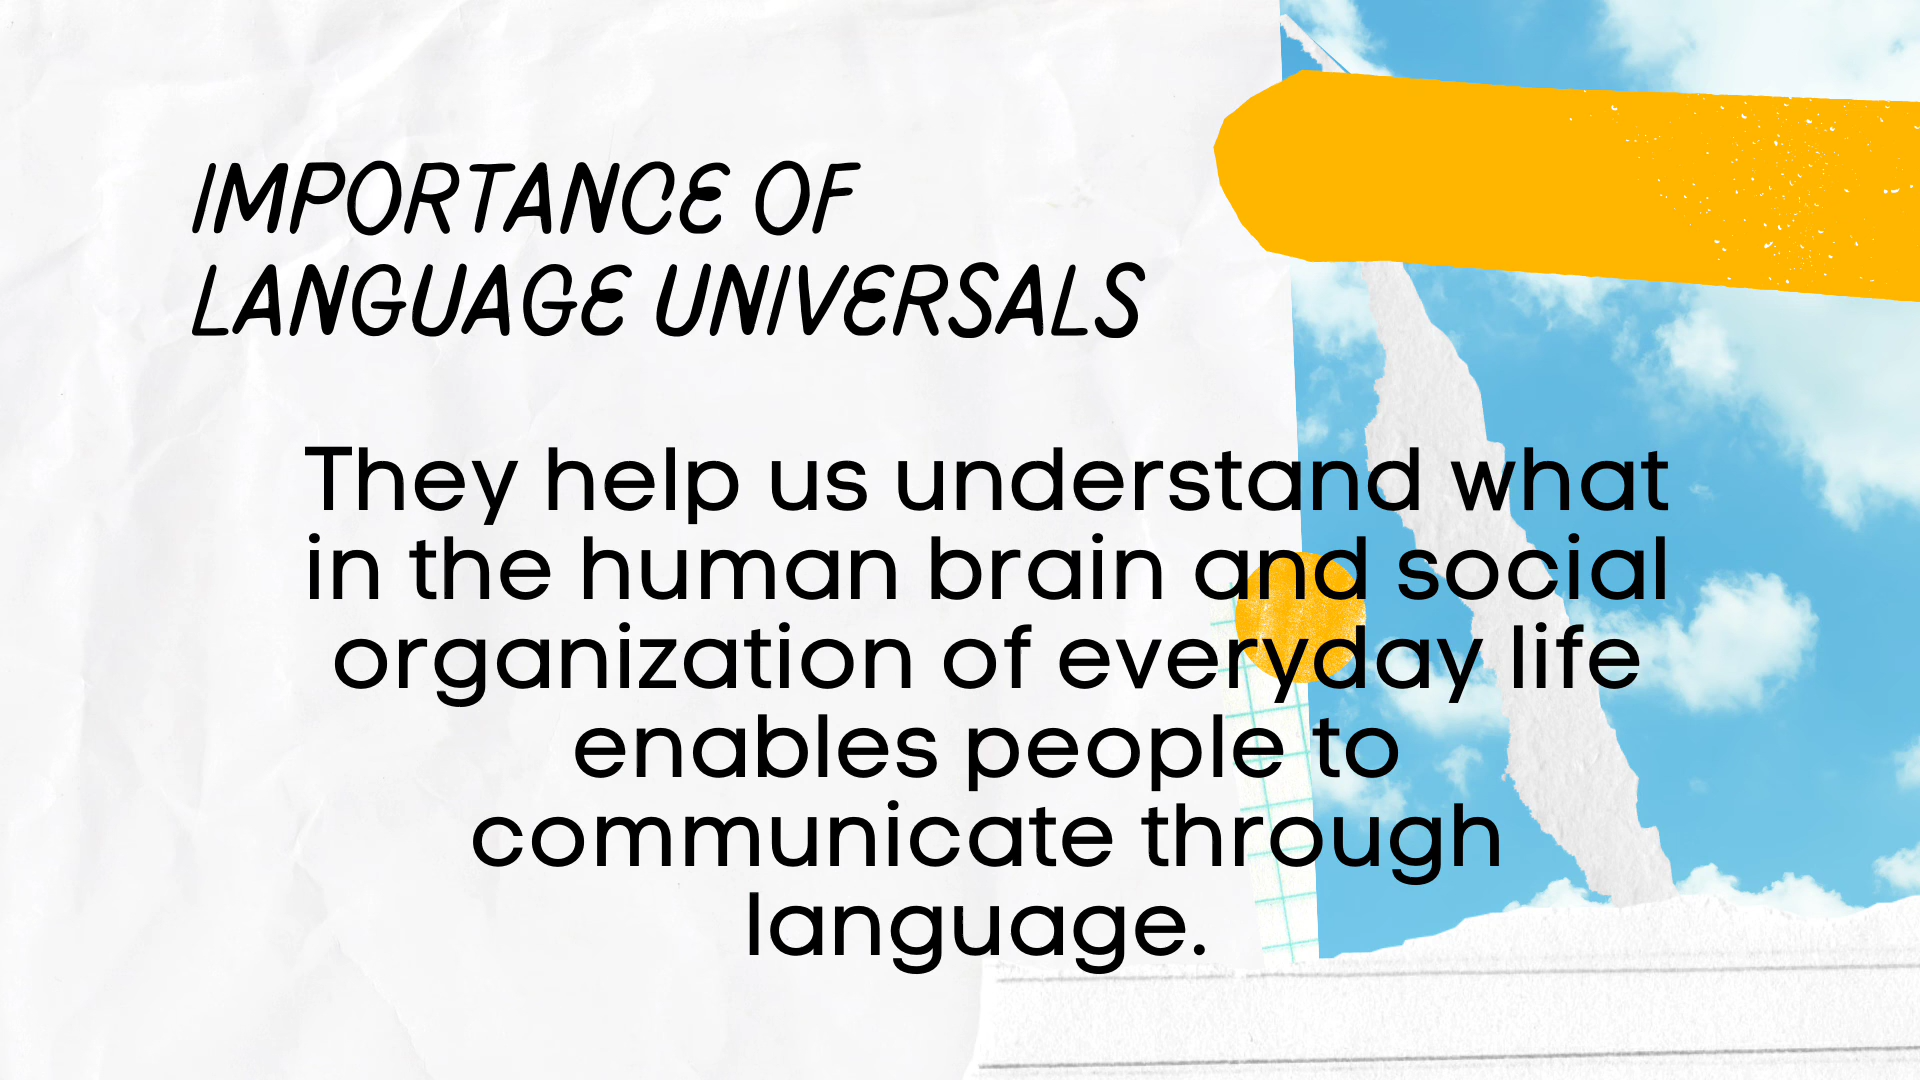 IMPORTANCE OF
LANGUAGE UNIVERSALS
They help us understand what
in the human brain and social
organization of everyday life
enables people to
communicate through
language.